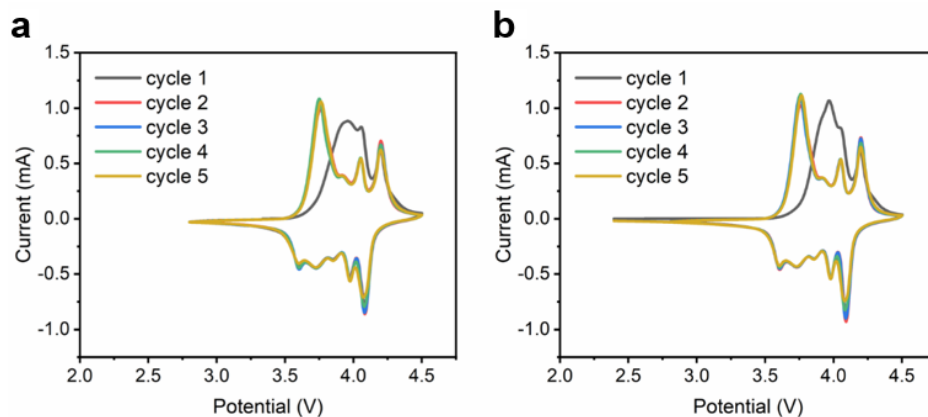 a
1.5
1.0
0.5
0.0
-0.5
-1.0
Current (mA)
cycle 1
cycle 2
cycle 3
cycle 4
cycle 5
2.0 2.5 3.0 3.5 4.0 4.5
Potential (V)
b
1.5
1.0
0.5
0.0
-0.5
-1.0
Current (mA)
cycle 1
cycle 2
cycle 3
cycle 4
cycle 5
2.0 2.5 3.0 3.5 4.0 4.5
Potential (V)